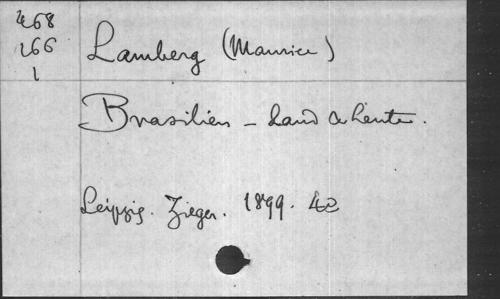 468
266
1
Lamberg (Maurice)
Brasilien - Land & Leute.
Leipzig. Zieger. 1899. 4o